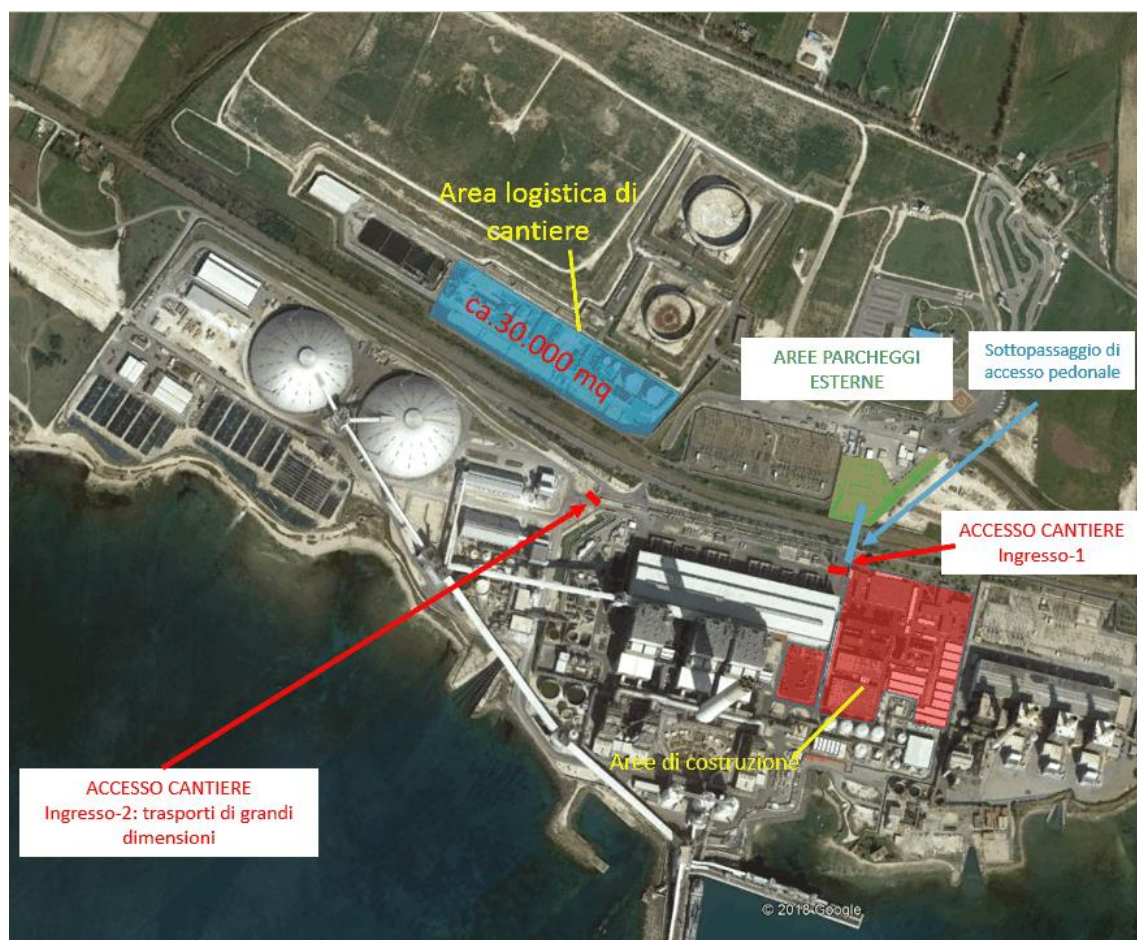 Area logistica di
cantiere
ca.30.000 mq
AREE PARCHEGGI
ESTERNE
Sottopassaggio di
accesso pedonale
ACCESSO CANTIERE
Ingresso-1
Aree di costruzione
ACCESSO CANTIERE
Ingresso-2: trasporti di grandi
dimensioni
© 2018 Google